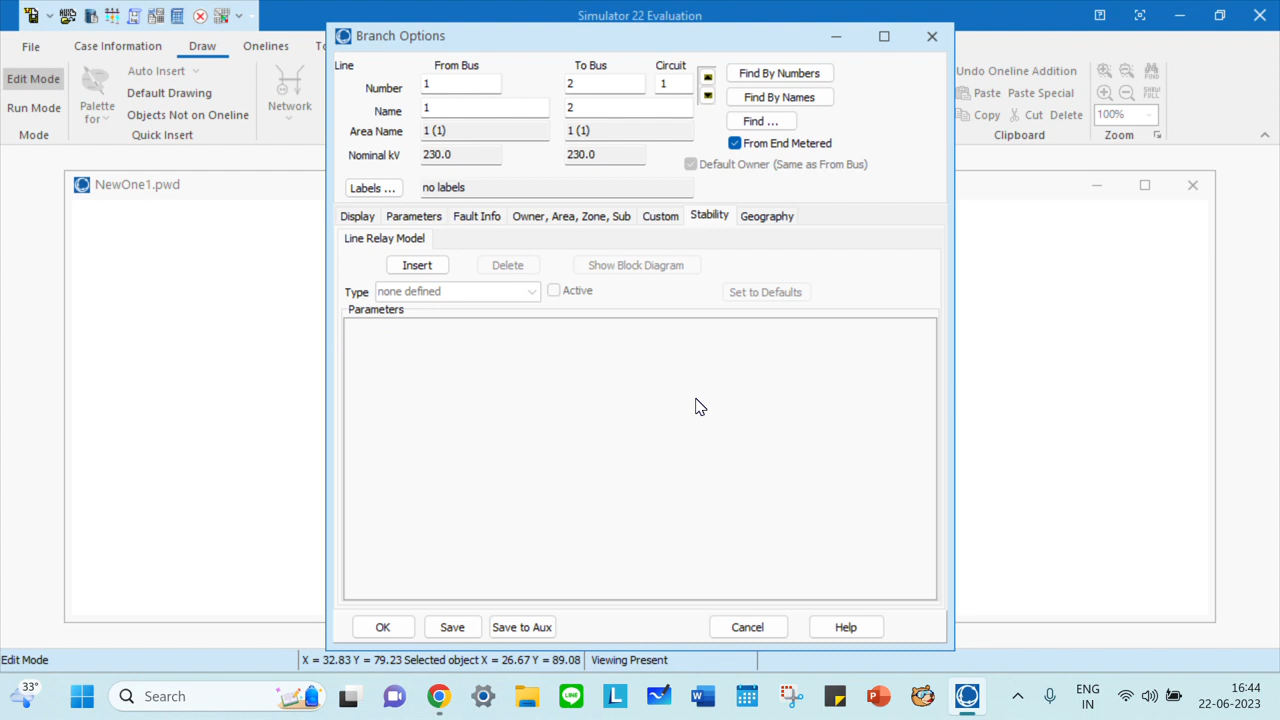 Simulator 22 Evaluation
File
Case Information
Draw
Onelines
Branch Options
Line
From Bus
To Bus
Circuit
Number
1
2
1
Find By Numbers
Name
1
2
Find By Names
Area Name
1 (1)
1 (1)
Find ...
Nominal kV
230.0
230.0
From End Metered
Default Owner (Same as From Bus)
Labels ...
no labels
Display
Parameters
Fault Info
Owner, Area, Zone, Sub
Custom
Stability
Geography
Line Relay Model
Insert
Delete
Show Block Diagram
Type
none defined
Active
Set to Defaults
Parameters
OK
Save
Save to Aux
Cancel
Help
Edit Mode
Run Mode
Mode
Palette
for
Auto Insert
Default Drawing
Objects Not on Oneline
Quick Insert
Network
Undo Oneline Addition
Paste
Paste Special
Copy
Cut
Delete
Clipboard
SHOW
FULL
100%
Zoom
NewOne1.pwd
Edit Mode
X = 32.83 Y = 79.23 Selected object X = 26.67 Y = 89.08
Viewing Present
33°
Search
LINE
L
ENG
IN
16:44
22-06-2023